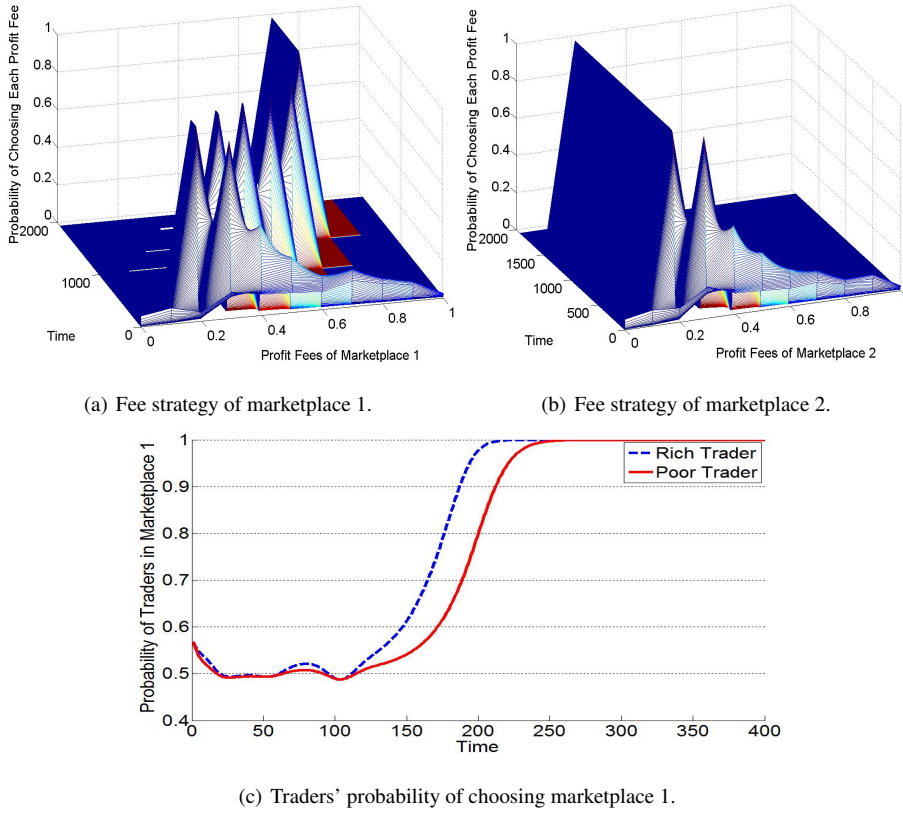 Probability of Choosing Each Profit Fee
1
0.8
0.6
0.4
0.2
0
2000
1000
0
Time
0
0.2
0.4
0.6
0.8
1
Profit Fees of Marketplace 1
(a) Fee strategy of marketplace 1.
Probability of Choosing Each Profit Fee
1
0.8
0.6
0.4
0.2
0
2000
1500
1000
500
0
Time
0
0.2
0.4
0.6
0.8
1
Profit Fees of Marketplace 2
(b) Fee strategy of marketplace 2.
Probability of Traders in Marketplace 1
1
0.9
0.8
0.7
0.6
0.5
0.4
Rich Trader
Poor Trader
0 50 100 150 200 250 300 350 400
Time
(c) Traders' probability of choosing marketplace 1.